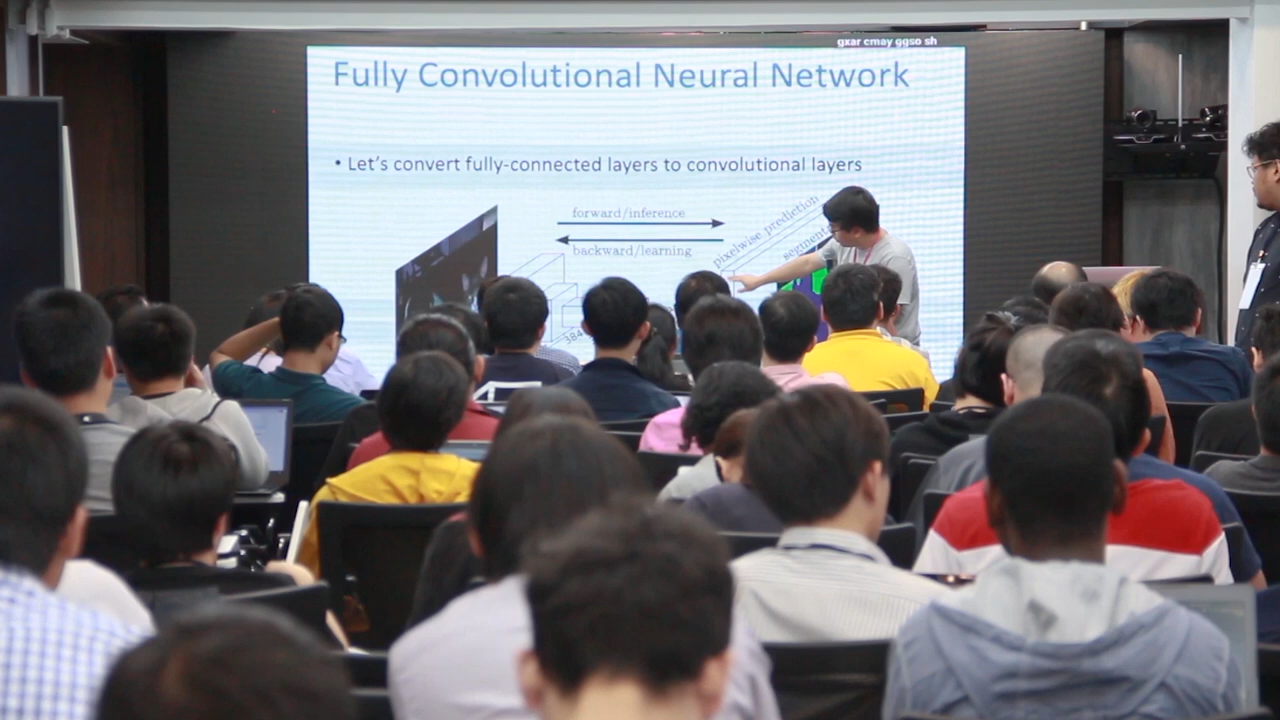 gxar cmay ggso sh
Fully Convolutional Neural Network
• Let's convert fully-connected layers to convolutional layers
forward/inference
backward/learning
pixelwise prediction
384